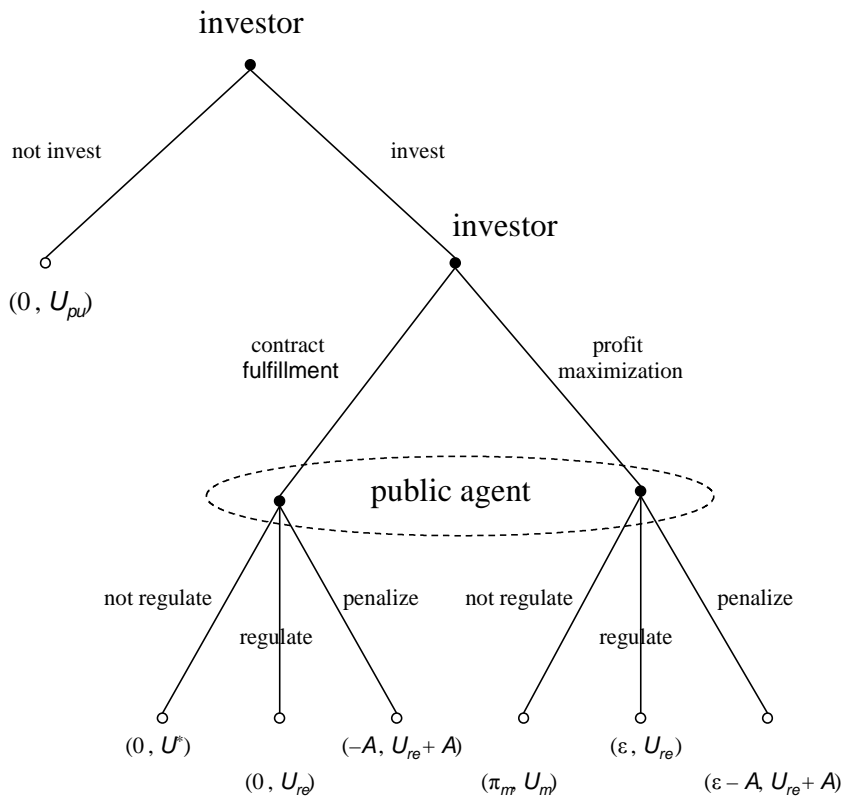 investor
not invest
invest
investor
(0 , U_pu)
contract
fulfillment
profit
maximization
public agent
not regulate
regulate
penalize
not regulate
regulate
penalize
(0 , U*)
(0 , U_re)
(–A, U_re + A)
(π_m, U_m)
(ε , U_re)
(ε – A, U_re + A)